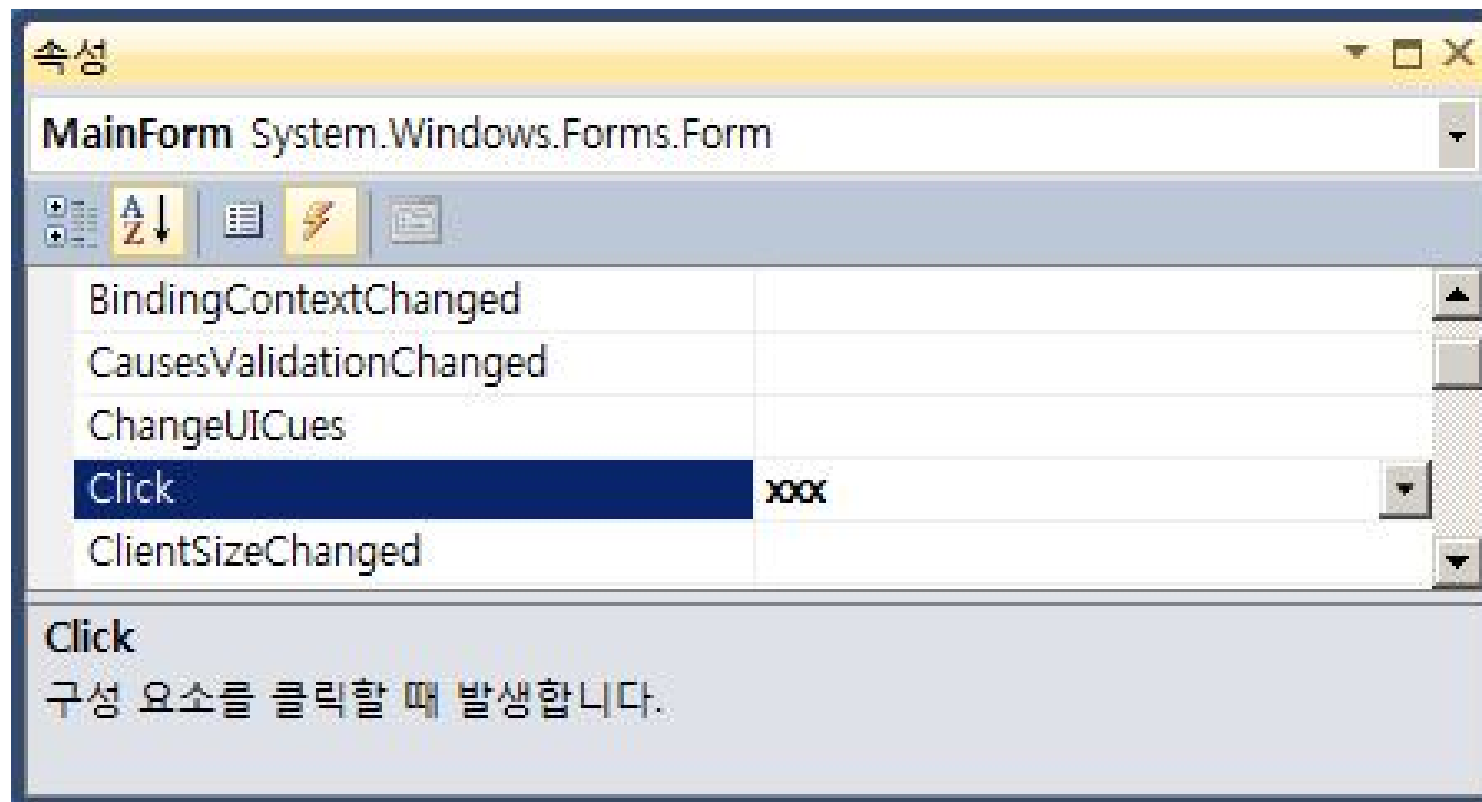 속성
MainForm System.Windows.Forms.Form
BindingContextChanged
CausesValidationChanged
ChangeUICues
Click xxx
ClientSizeChanged
Click
구성 요소를 클릭할 때 발생합니다.